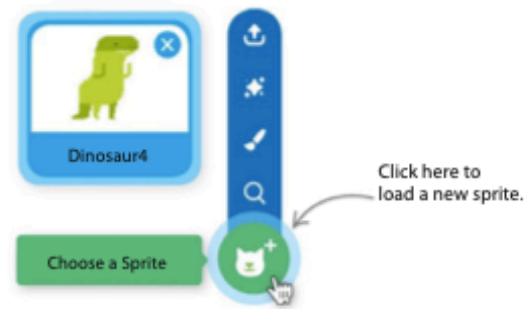 Dinosaur4
Click here to
load a new sprite.
Choose a Sprite